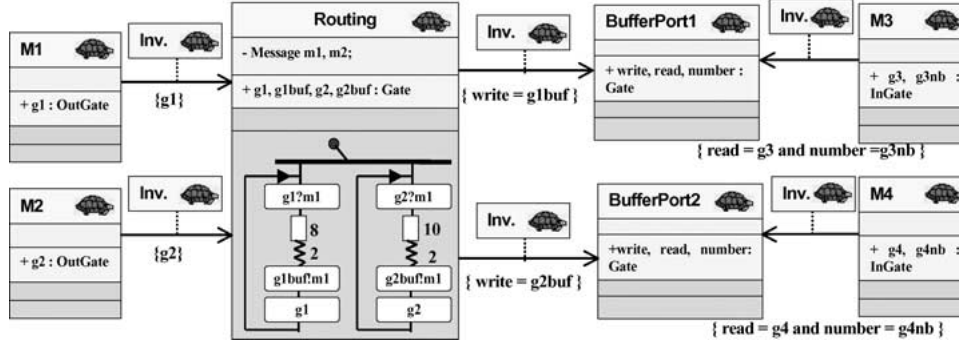 M1
+ g1 : OutGate
Inv.
{g1}
M2
+ g2 : OutGate
Inv.
{g2}
Routing
- Message m1, m2;
+ g1, g1buf, g2, g2buf : Gate
g1?m1
8
2
g1buf!m1
g1
g2?m1
10
2
g2buf!m1
g2
Inv.
{ write = g1buf }
Inv.
{ write = g2buf }
BufferPort1
+ write, read, number :
Gate
Inv.
M3
+ g3, g3nb :
InGate
{ read = g3 and number =g3nb }
BufferPort2
+write, read, number:
Gate
Inv.
M4
+ g4, g4nb :
InGate
{ read = g4 and number = g4nb }